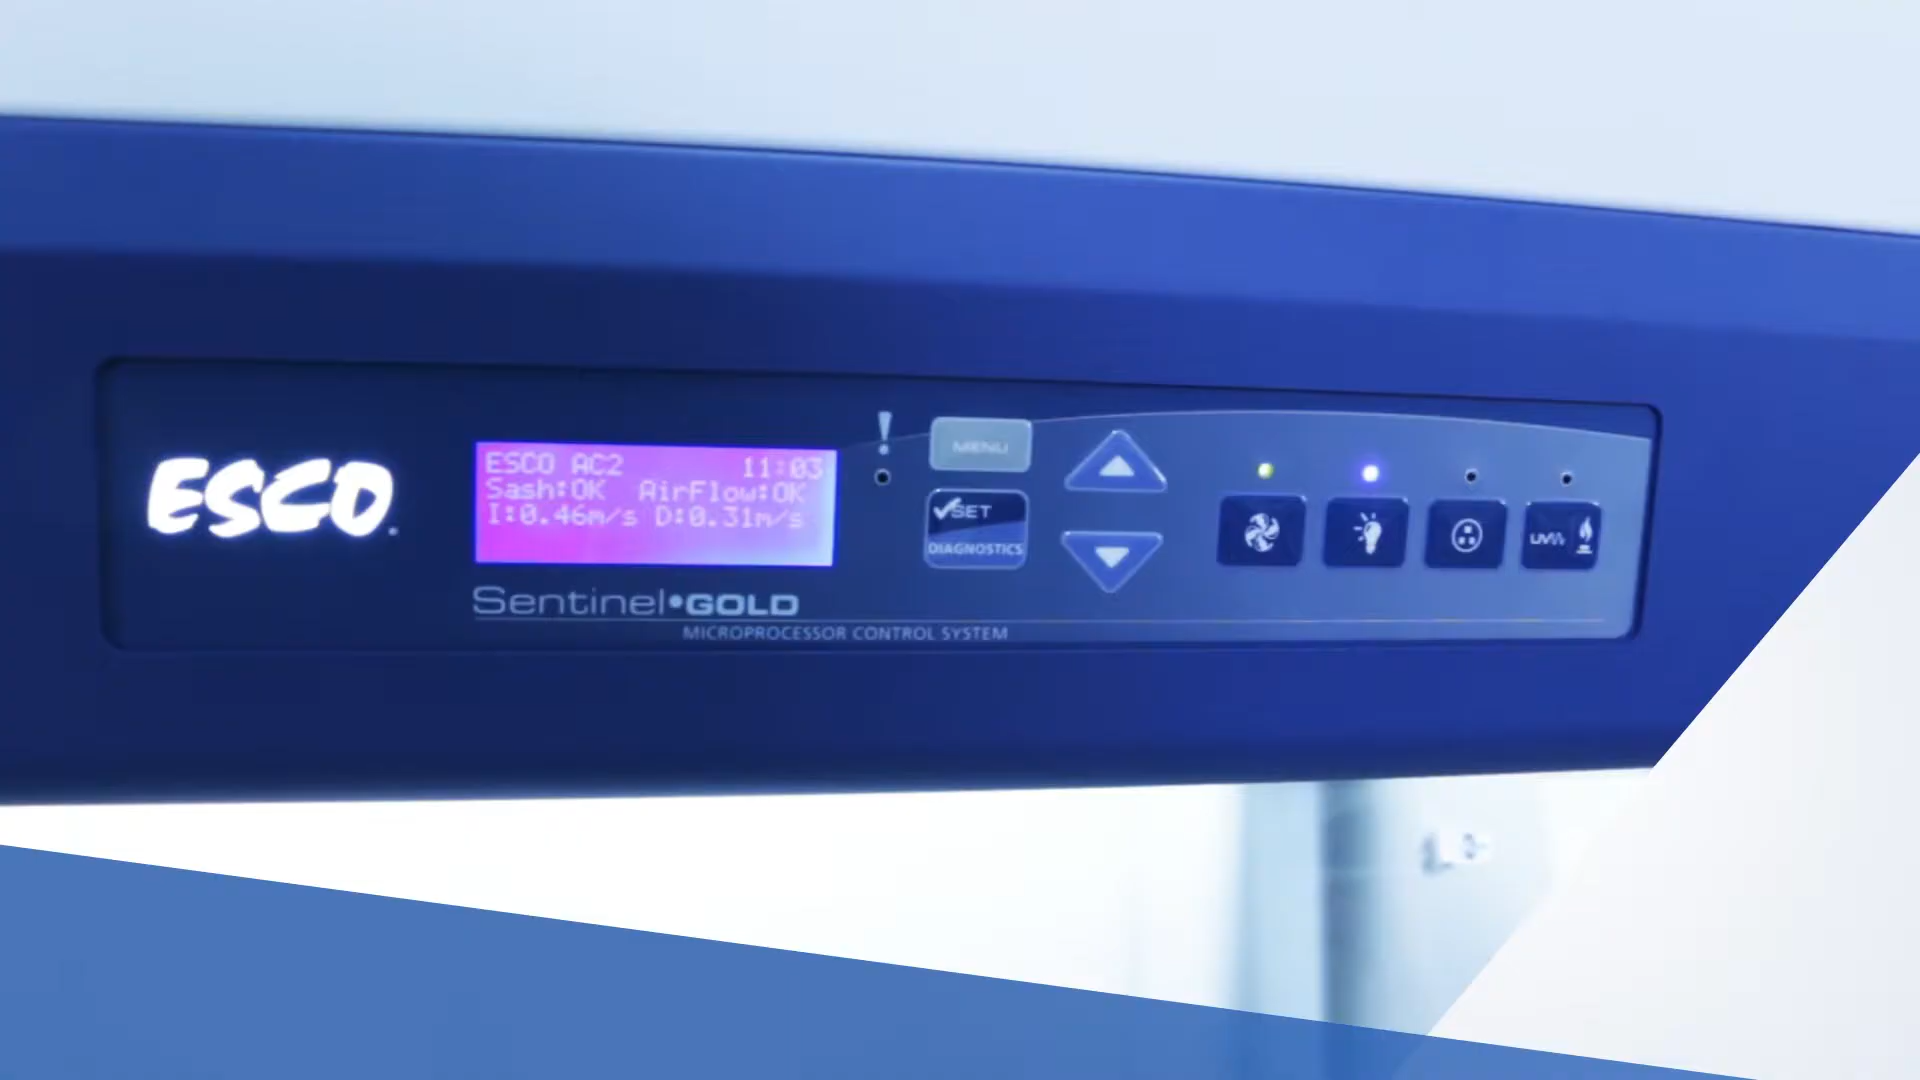 ESCO
ESCO AC2 11:03
Sash:OK AirFlow:OK
I:0.46m/s D:0.31m/s
Sentinel•GOLD
MICROPROCESSOR CONTROL SYSTEM
!
MENU
✓SET
DIAGNOSTICS
UV